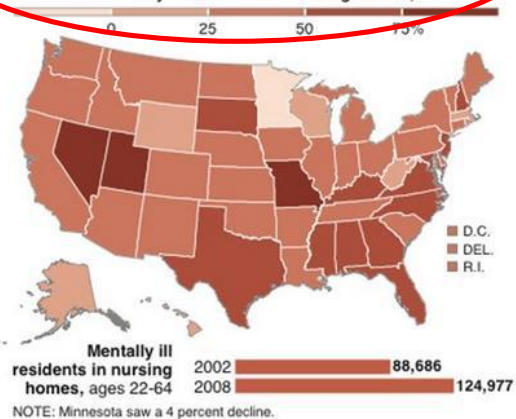 0 25 50 75%
D.C.
DEL.
R.I.
Mentally ill
residents in nursing
homes, ages 22-64
2002 88,686
2008 124,977
NOTE: Minnesota saw a 4 percent decline.